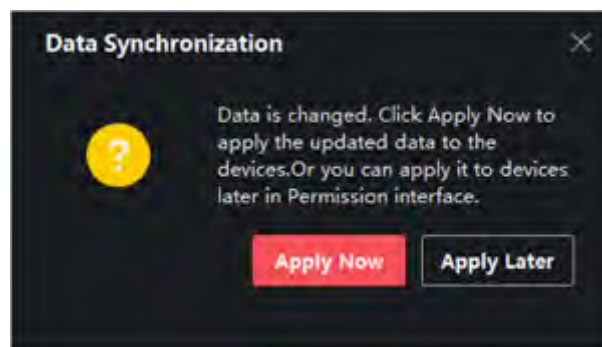 Data Synchronization
Data is changed. Click Apply Now to
apply the updated data to the
devices.Or you can apply it to devices
later in Permission interface.
Apply Now
Apply Later